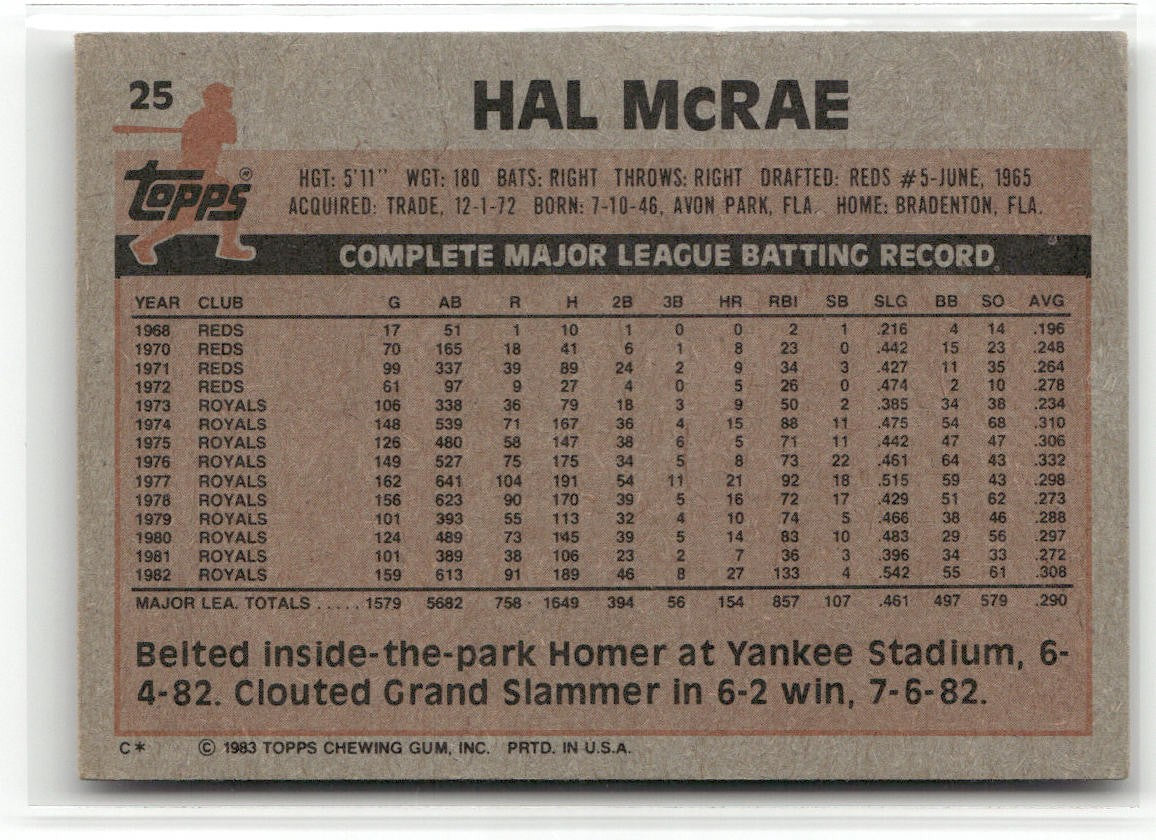 25
HAL McRAE
TOPPS®
HGT: 5'11" WGT: 180 BATS: RIGHT THROWS: RIGHT DRAFTED: REDS #5-JUNE, 1965
ACQUIRED: TRADE, 12-1-72 BORN: 7-10-46, AVON PARK, FLA. HOME: BRADENTON, FLA.
COMPLETE MAJOR LEAGUE BATTING RECORD
YEAR CLUB G AB R H 2B 3B HR RBI SB SLG BB SO AVG
1968 REDS 17 51 1 10 1 0 0 2 1 .216 4 14 .196
1970 REDS 70 165 18 41 6 1 8 23 0 .442 15 23 .248
1971 REDS 99 337 39 89 24 2 9 34 3 .427 11 35 .264
1972 REDS 61 97 9 27 4 0 5 26 0 .474 2 10 .278
1973 ROYALS 106 338 36 79 18 3 9 50 2 .385 34 38 .234
1974 ROYALS 148 539 71 167 36 4 15 88 11 .475 54 68 .310
1975 ROYALS 126 480 58 147 38 6 5 71 11 .442 47 47 .306
1976 ROYALS 149 527 75 175 34 5 8 73 22 .461 64 43 .332
1977 ROYALS 162 641 104 191 54 11 21 92 18 .515 59 43 .298
1978 ROYALS 156 623 90 170 39 5 16 72 17 .429 51 62 .273
1979 ROYALS 101 393 55 113 32 4 10 74 5 .466 38 46 .288
1980 ROYALS 124 489 73 145 39 5 14 83 10 .483 29 56 .297
1981 ROYALS 101 389 38 106 23 2 7 36 3 .396 34 33 .272
1982 ROYALS 159 613 91 189 46 8 27 133 4 .542 55 61 .308
MAJOR LEA. TOTALS ..... 1579 5682 758 1649 394 56 154 857 107 .461 497 579 .290
Belted inside-the-park Homer at Yankee Stadium, 6-
4-82. Clouted Grand Slammer in 6-2 win, 7-6-82.
C* © 1983 TOPPS CHEWING GUM, INC. PRTD. IN U.S.A.